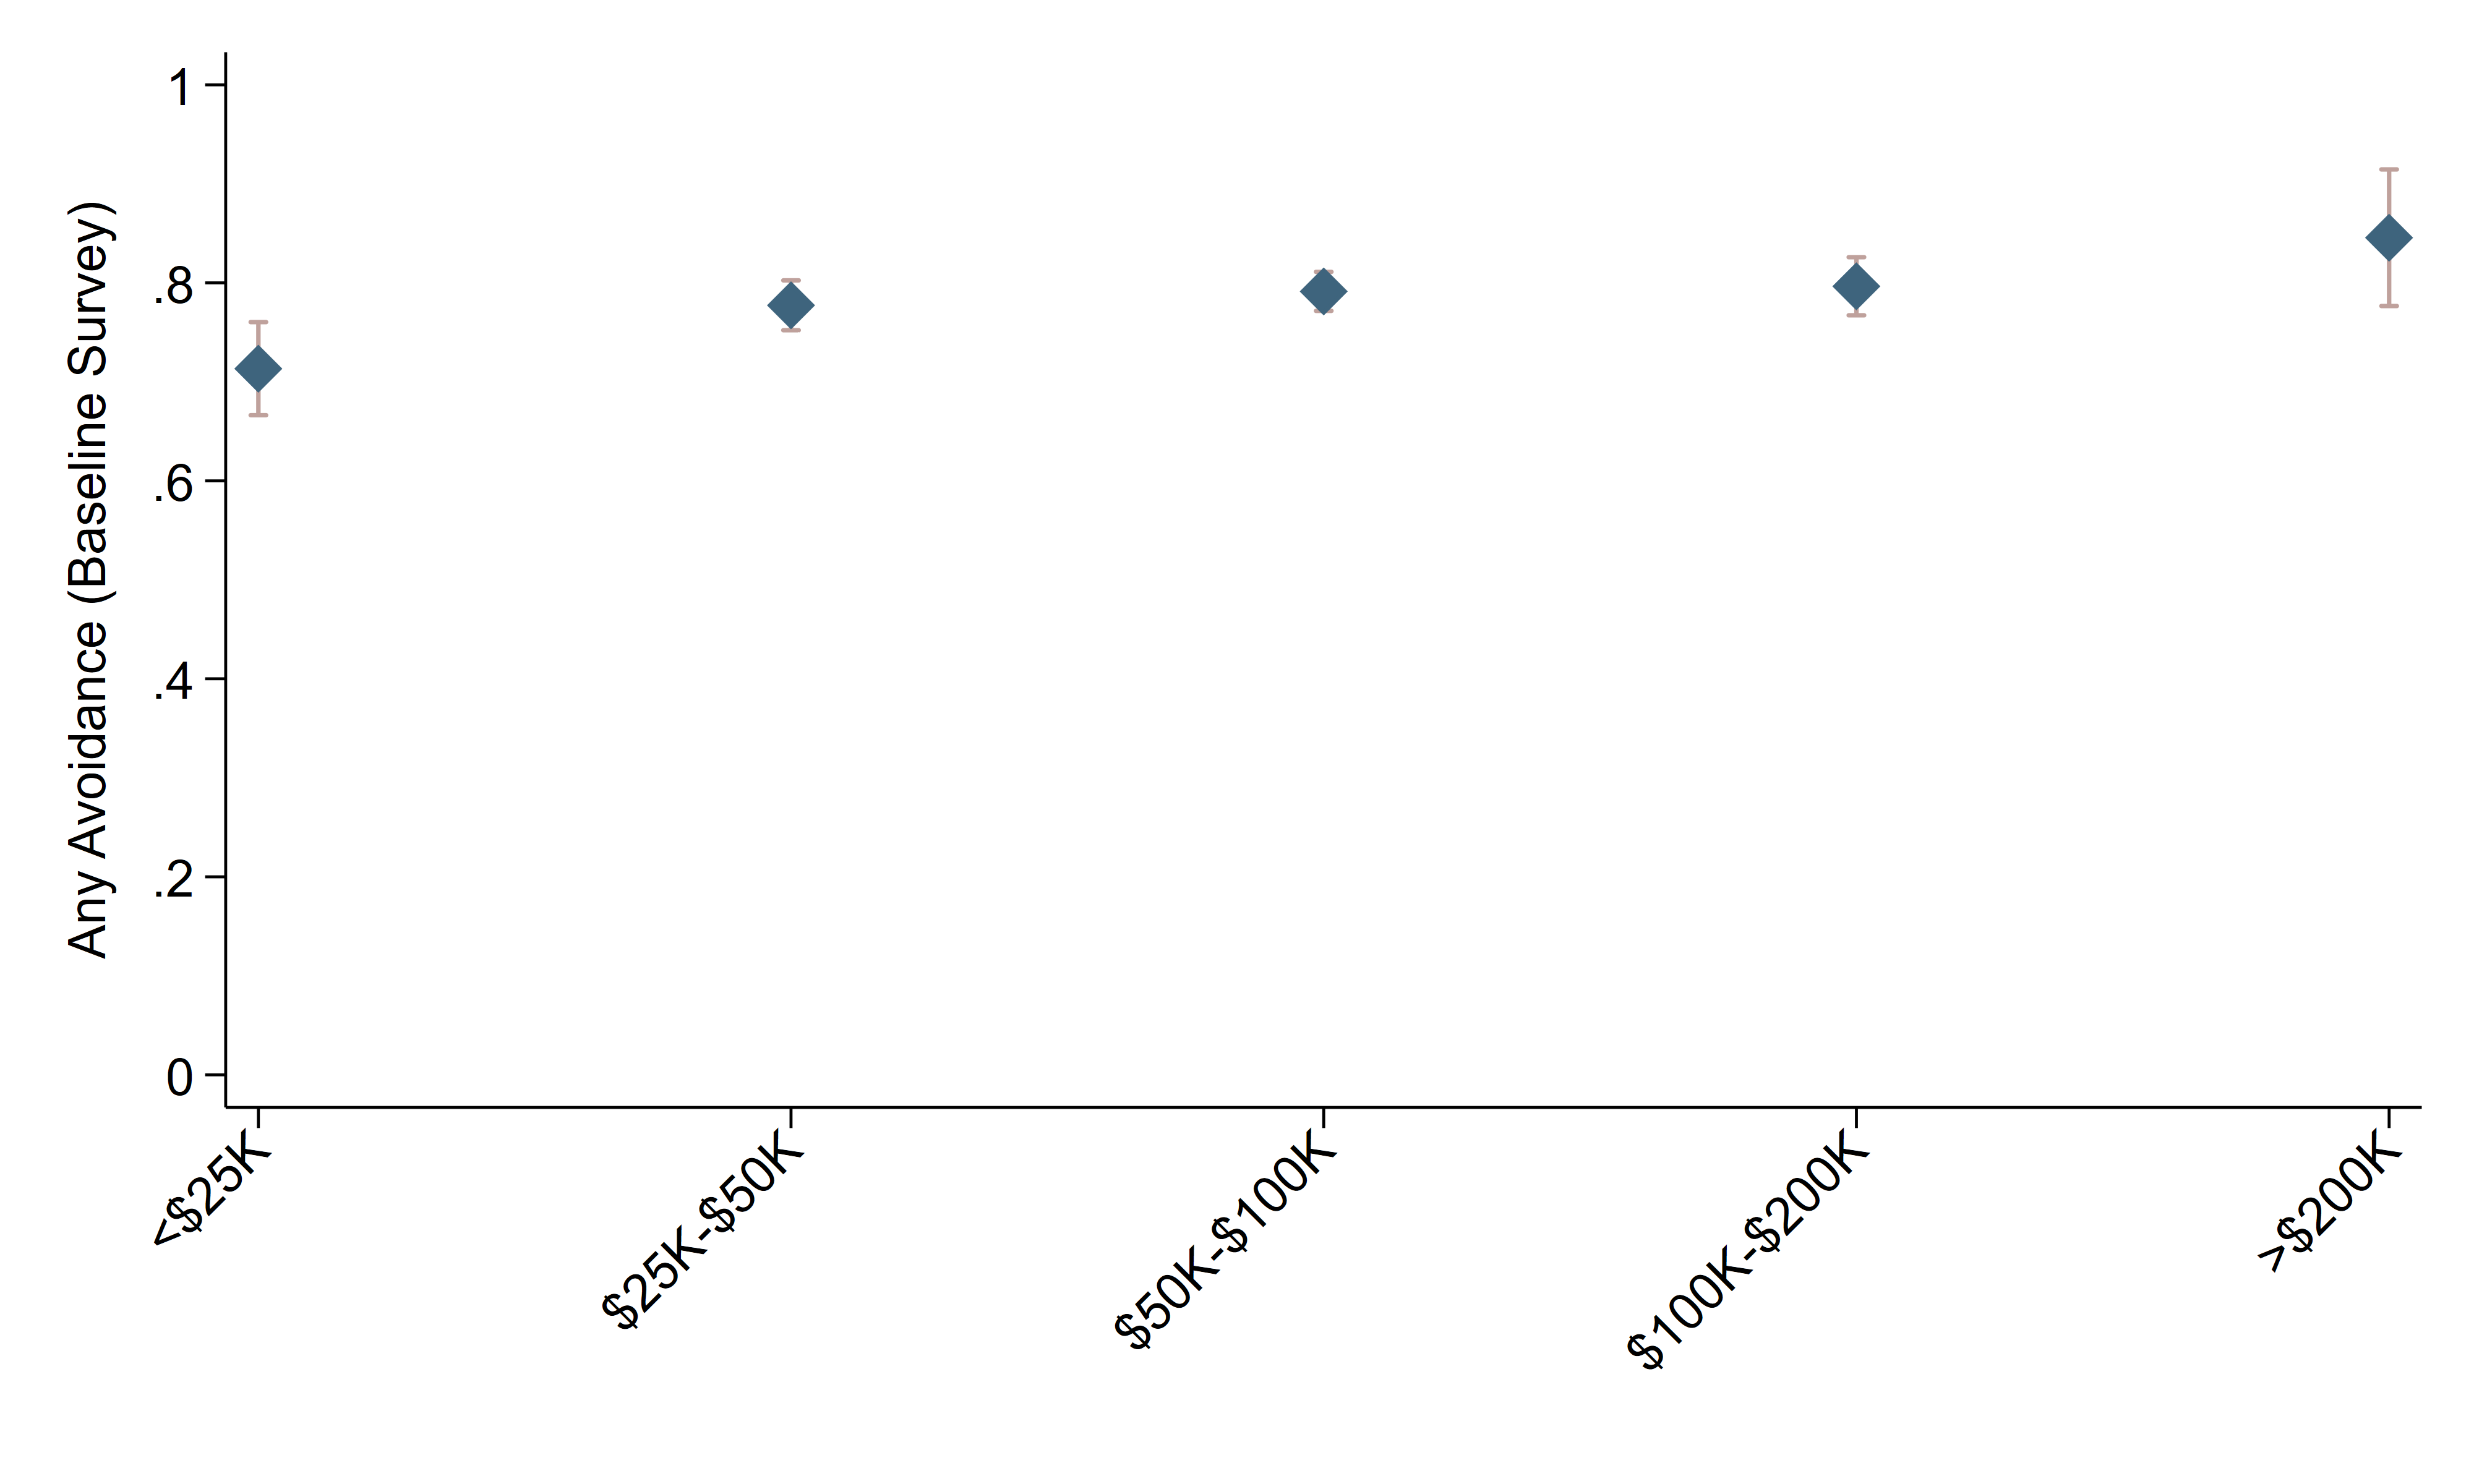 Any Avoidance (Baseline Survey)
1
.8
.6
.4
.2
0
<$25K
$25K-$50K
$50K-$100K
$100K-$200K
>$200K